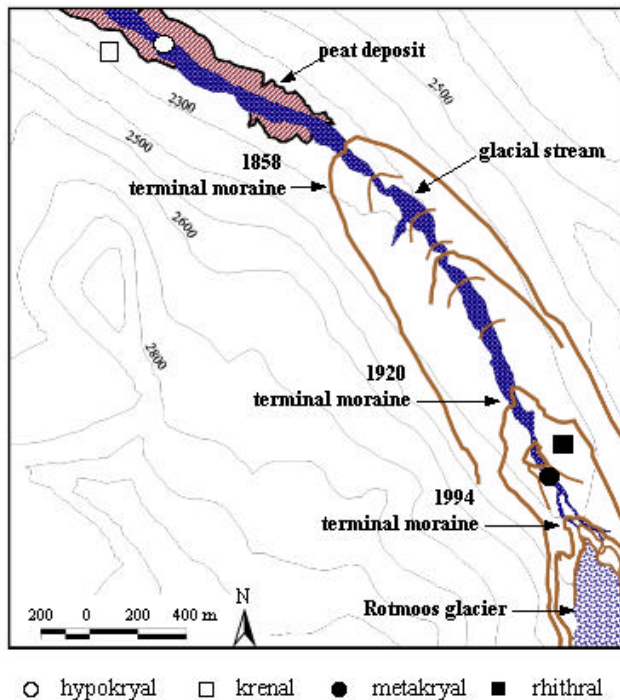 peat deposit
2500
2300
glacial stream
1858
terminal moraine
2500
2600
2800
1920
terminal moraine
1994
terminal moraine
Rotmoos glacier
200 0 200 400 m
N
hypokryal krenal metakryal rhithral